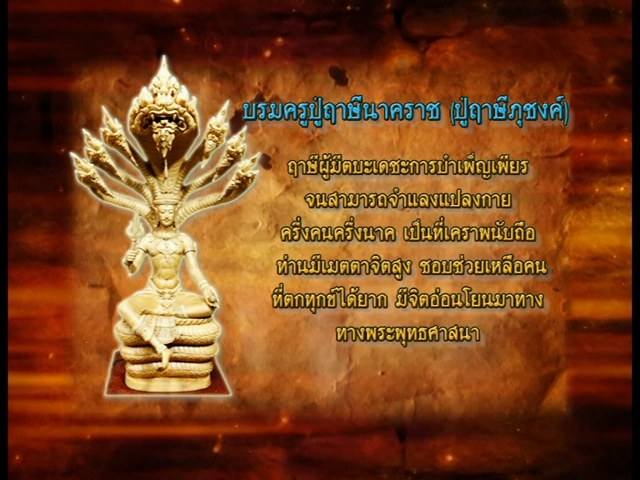 บรมครูปู่ฤาษีนาคราช (ปู่ฤาษีภุชงค์)
ฤาษีผู้มีตบะเดชะการบำเพ็ญเพียร
จนสามารถจำแลงแปลงกาย
ครึ่งคนครึ่งนาค เป็นที่เคราพนับถือ
ท่านมีเมตตาจิตสูง ชอบช่วยเหลือคน
ที่ตกทุกข์ได้ยาก มีจิตอ่อนโยนมาทาง
ทางพระพุทธศาสนา